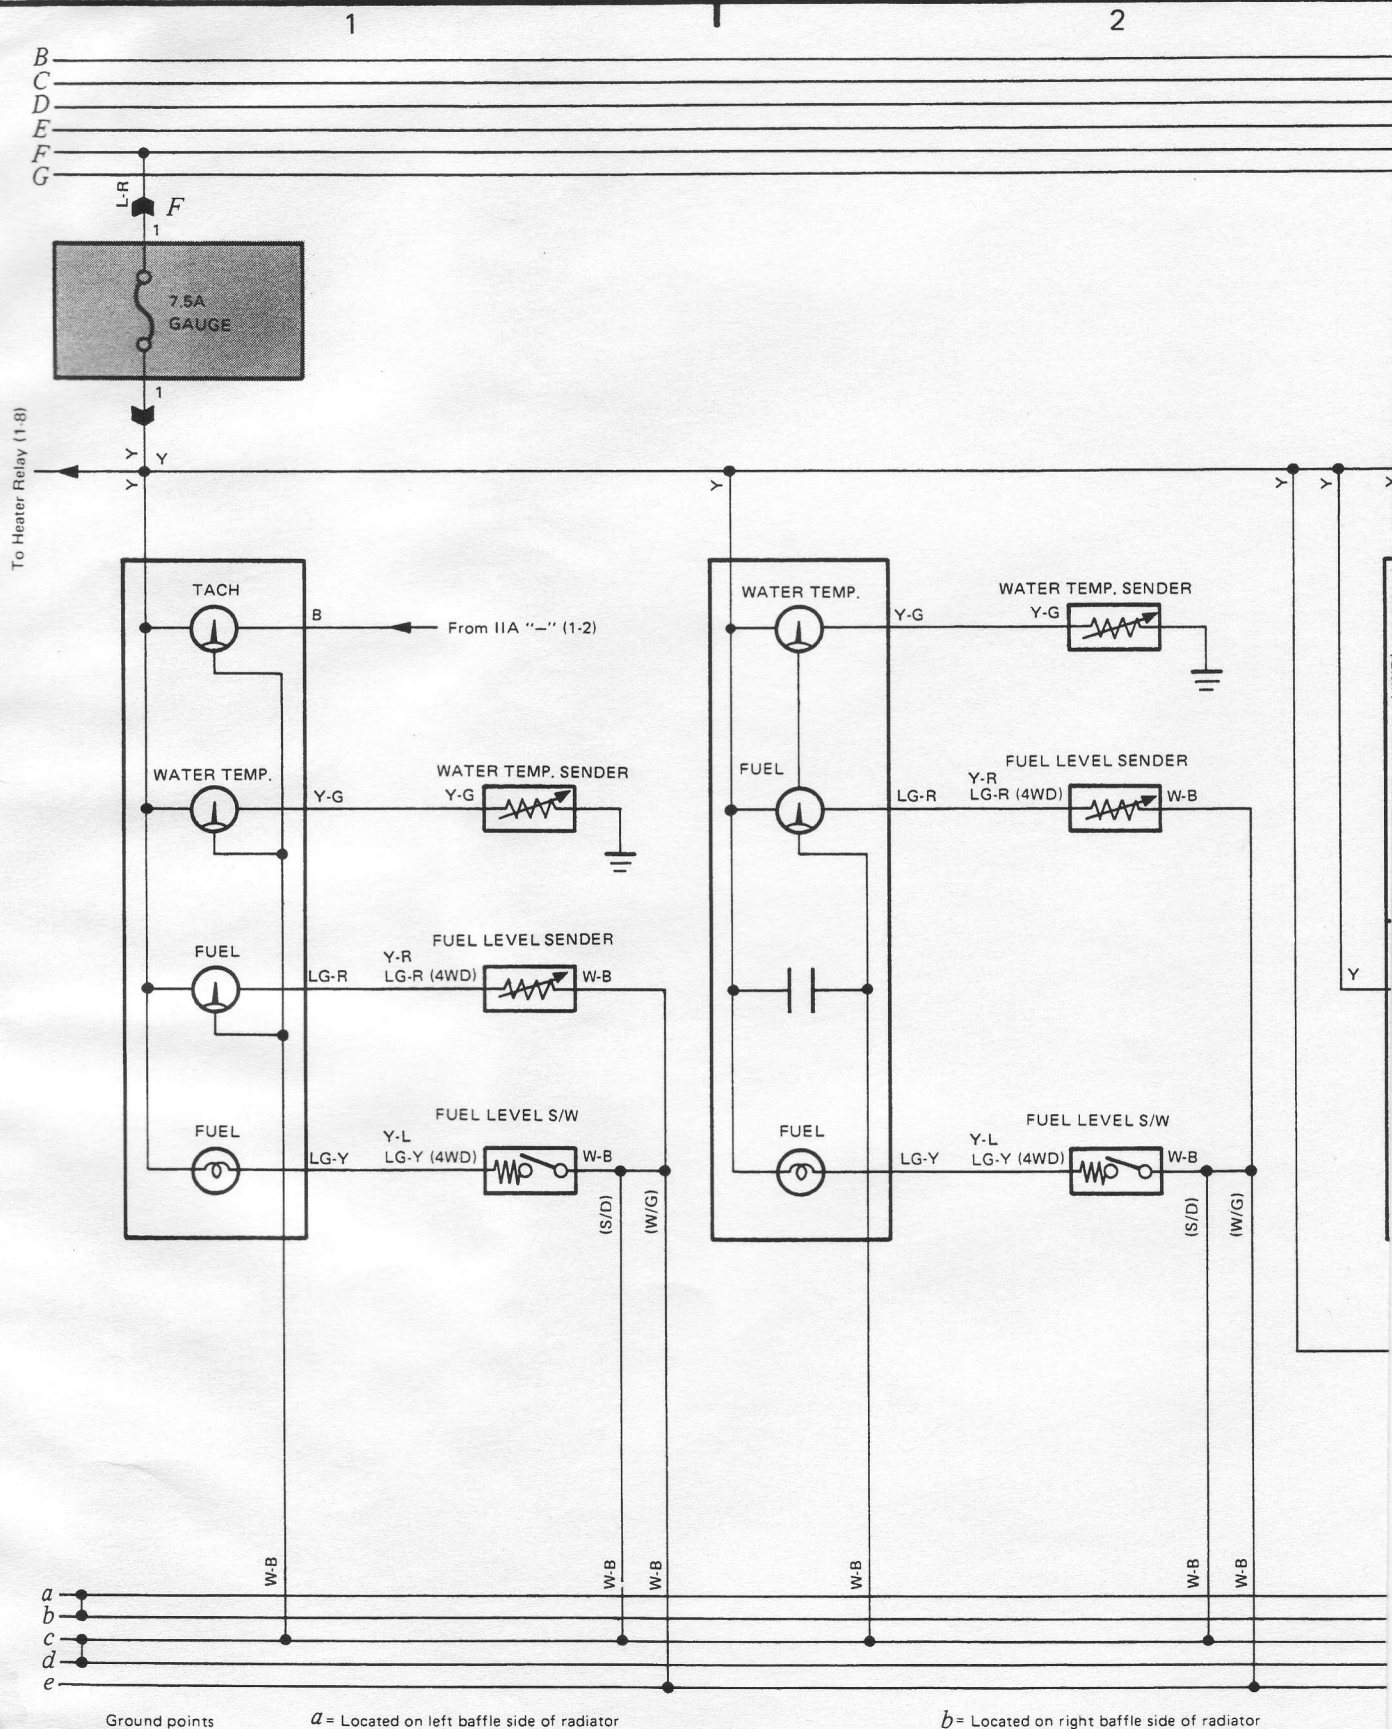 1
2
B
C
D
E
F
G
L-R
F
1
7.5A
GAUGE
1
To Heater Relay (1-8)
Y
Y
Y
Y
Y
Y
TACH
B
From IIA "–" (1-2)
WATER TEMP.
Y-G
WATER TEMP. SENDER
Y-G
WATER TEMP.
Y-G
WATER TEMP. SENDER
Y-G
FUEL
LG-R
FUEL LEVEL SENDER
Y-R
LG-R (4WD)
W-B
FUEL
LG-R
FUEL LEVEL SENDER
Y-R
LG-R (4WD)
W-B
Y
FUEL
LG-Y
FUEL LEVEL S/W
Y-L
LG-Y (4WD)
W-B
(S/D)
(W/G)
FUEL
LG-Y
FUEL LEVEL S/W
Y-L
LG-Y (4WD)
W-B
(S/D)
(W/G)
W-B
W-B
W-B
W-B
W-B
W-B
a
b
c
d
e
Ground points
a = Located on left baffle side of radiator
b = Located on right baffle side of radiator